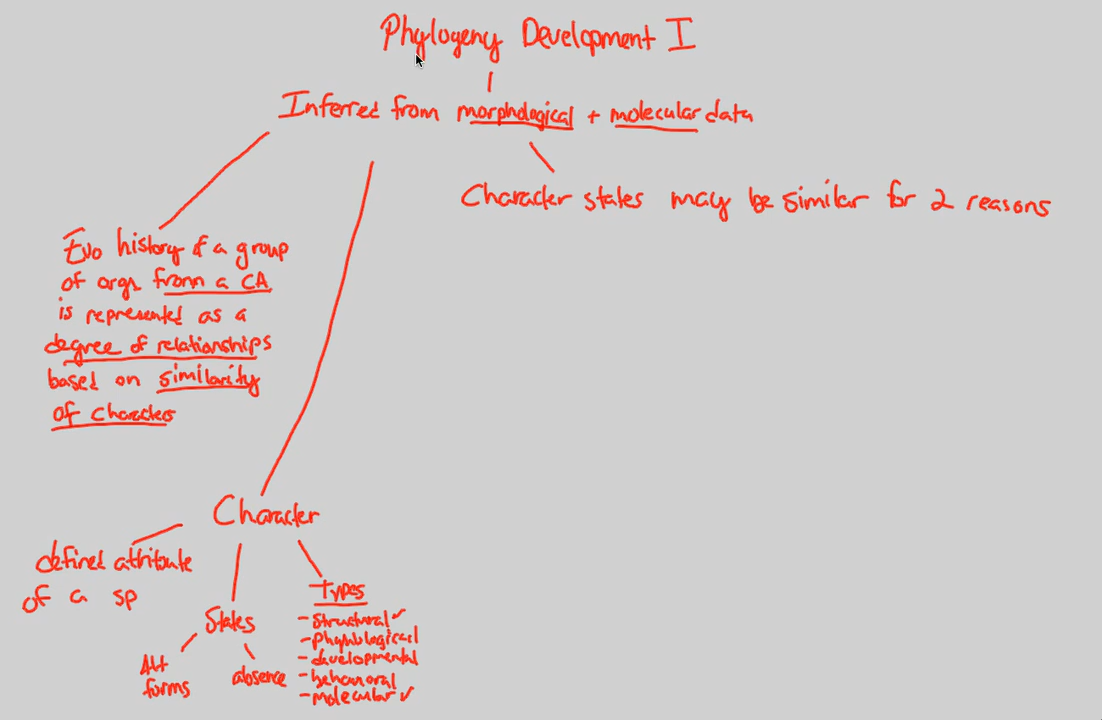 Phylogeny Development I
Inferred from morphological + molecular data
Character states may be similar for 2 reasons
Evo history of a group
of orgs from a CA
is represented as a
degree of relationships
based on similarity
of characters
Character
defined attribute
of a sp
States
Alt
forms
absence
Types
- structural ✓
- physiological
- developmental
- behavioral
- molecular ✓